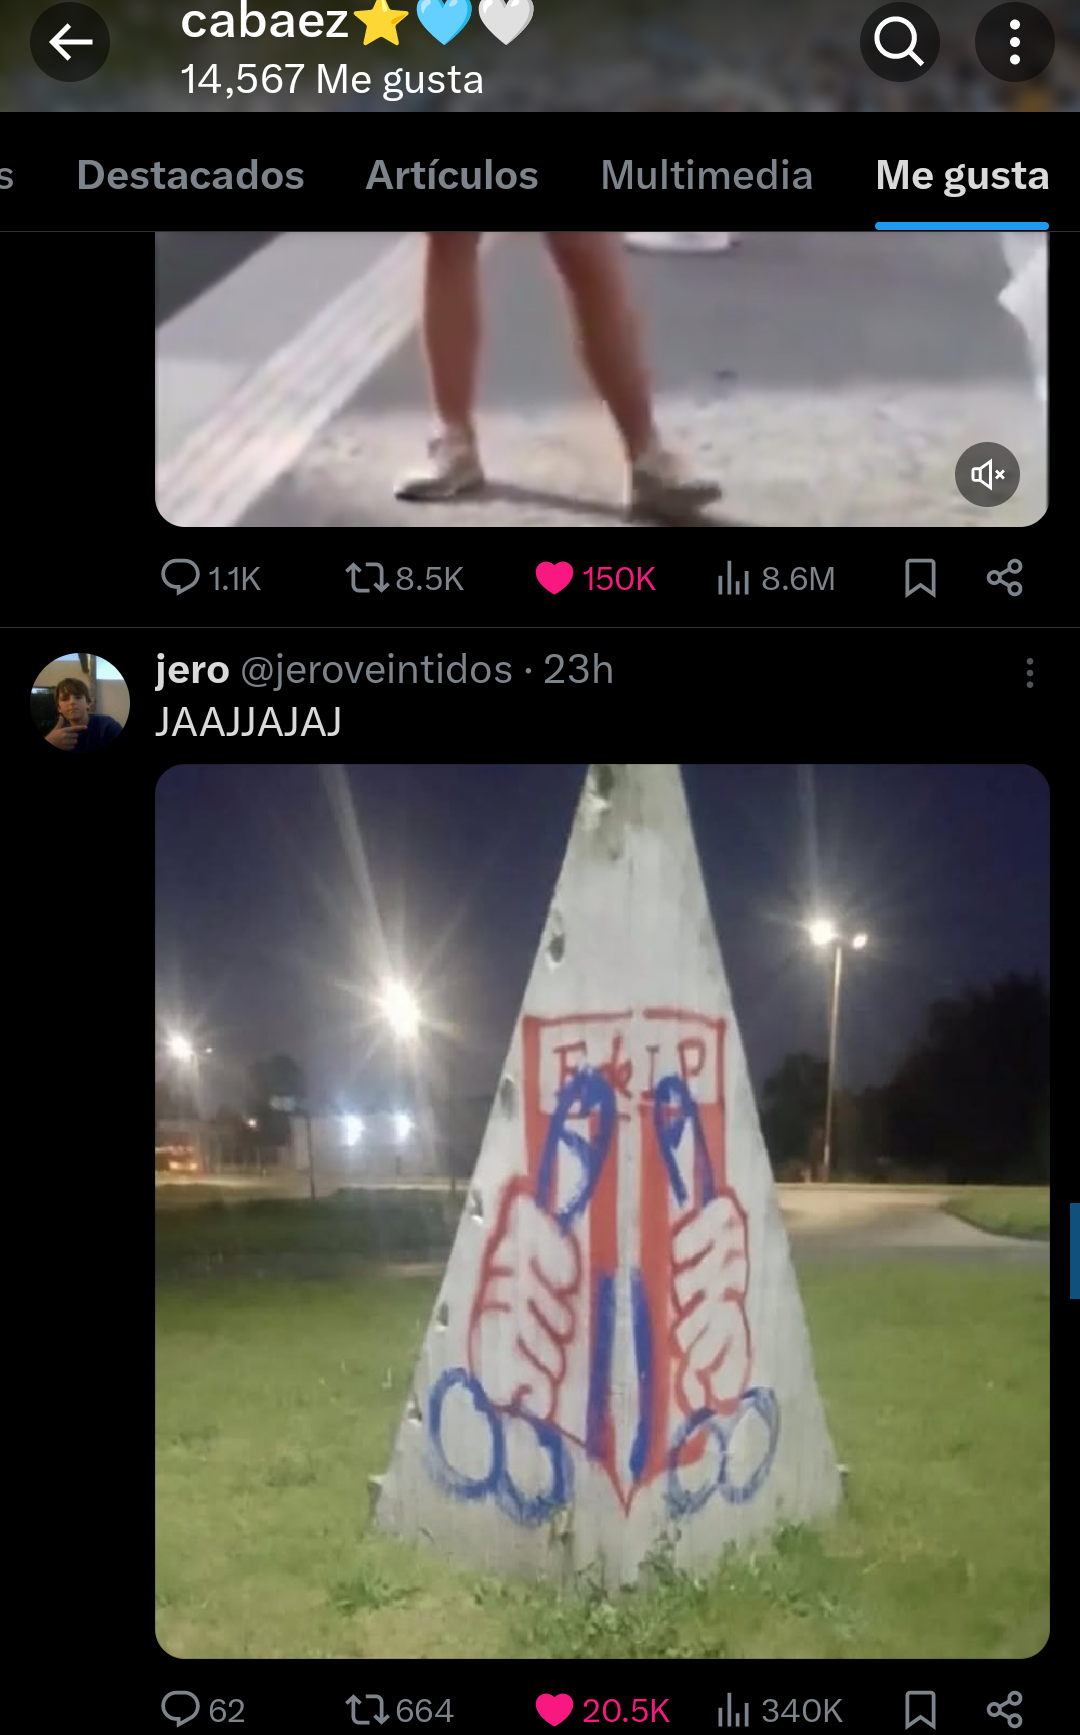 cabaez⭐🩵🤍
14,567 Me gusta
s Destacados Artículos Multimedia Me gusta
1.1K 8.5K 150K 8.6M
jero @jeroveintidos · 23h
JAAJJAJAJ
E de L P
62 664 20.5K 340K